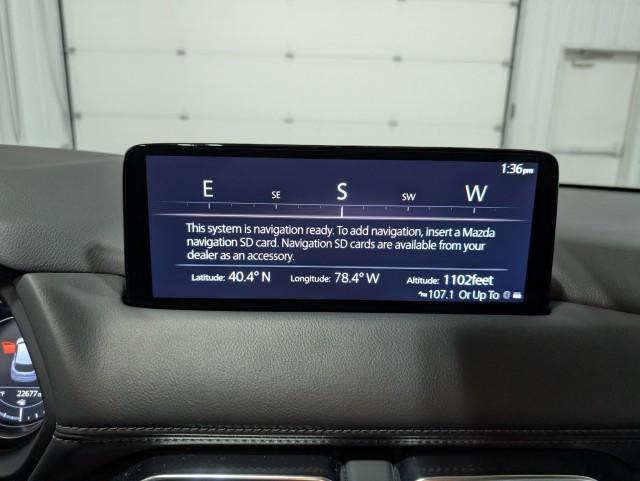 1:36pm
E SE S SW W
This system is navigation ready. To add navigation, insert a Mazda
navigation SD card. Navigation SD cards are available from your
dealer as an accessory.
Latitude: 40.4° N Longitude: 78.4° W Altitude: 1102feet
107.1 Or Up To
22677